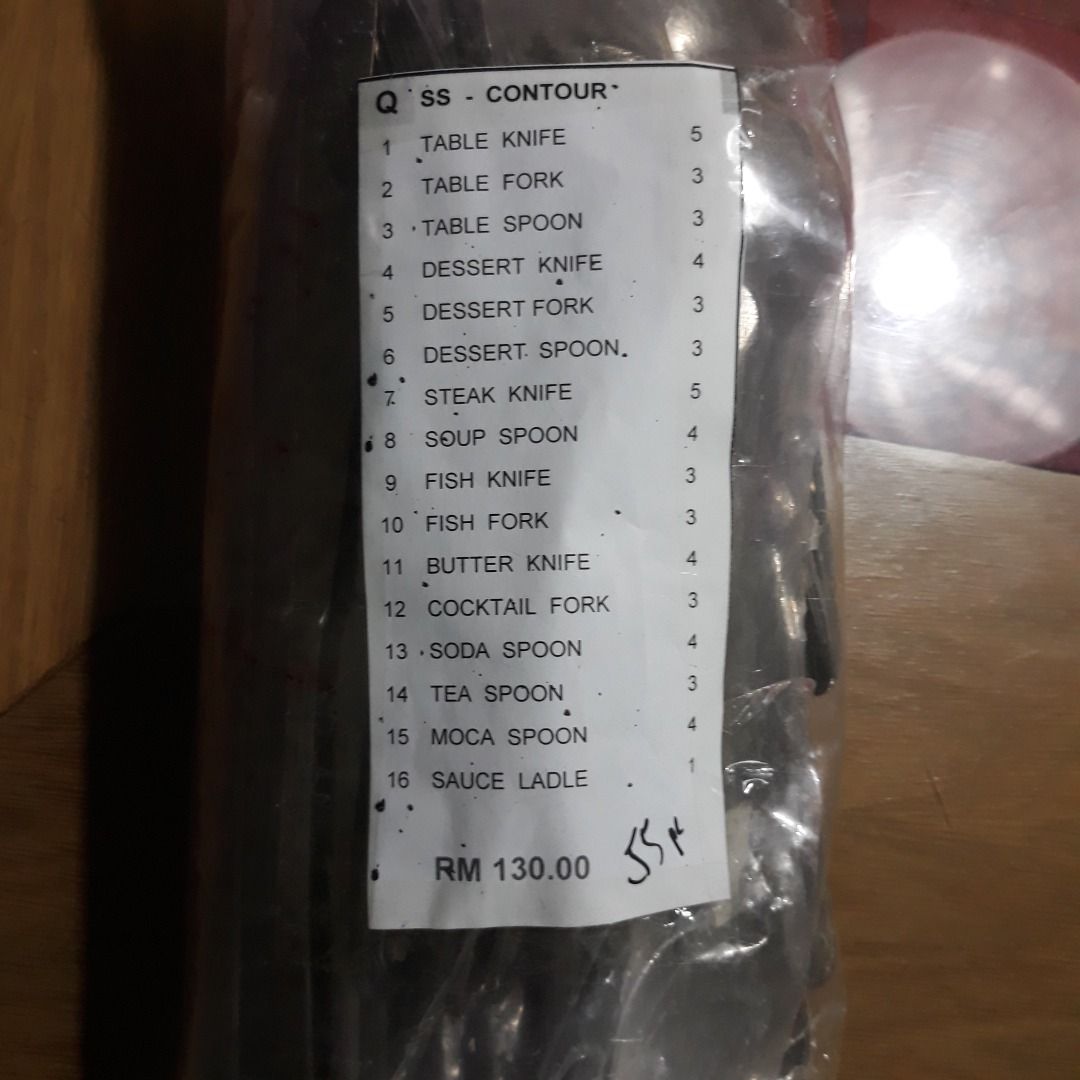 Q SS - CONTOUR
1 TABLE KNIFE 5
2 TABLE FORK 3
3 TABLE SPOON 3
4 DESSERT KNIFE 4
5 DESSERT FORK 3
6 DESSERT SPOON 3
7 STEAK KNIFE 5
8 SOUP SPOON 4
9 FISH KNIFE 3
10 FISH FORK 3
11 BUTTER KNIFE 4
12 COCKTAIL FORK 3
13 SODA SPOON 4
14 TEA SPOON 3
15 MOCA SPOON 4
16 SAUCE LADLE 1
RM 130.00 55